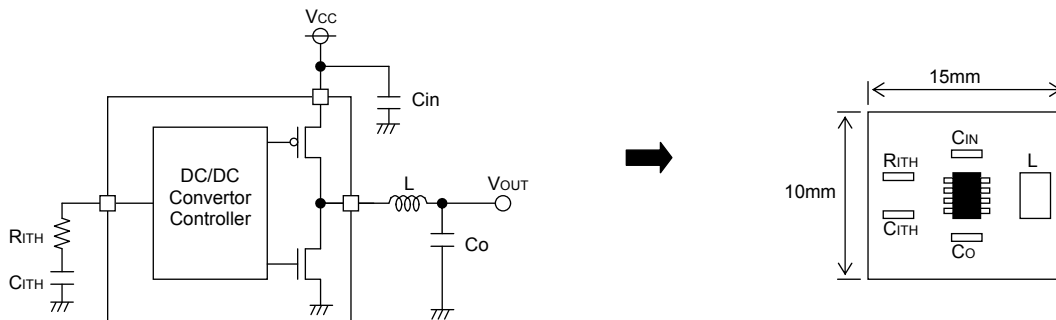 VCC
Cin
DC/DC
Convertor
Controller
L
VOUT
Co
RITH
CITH
15mm
10mm
CIN
RITH
L
CITH
CO